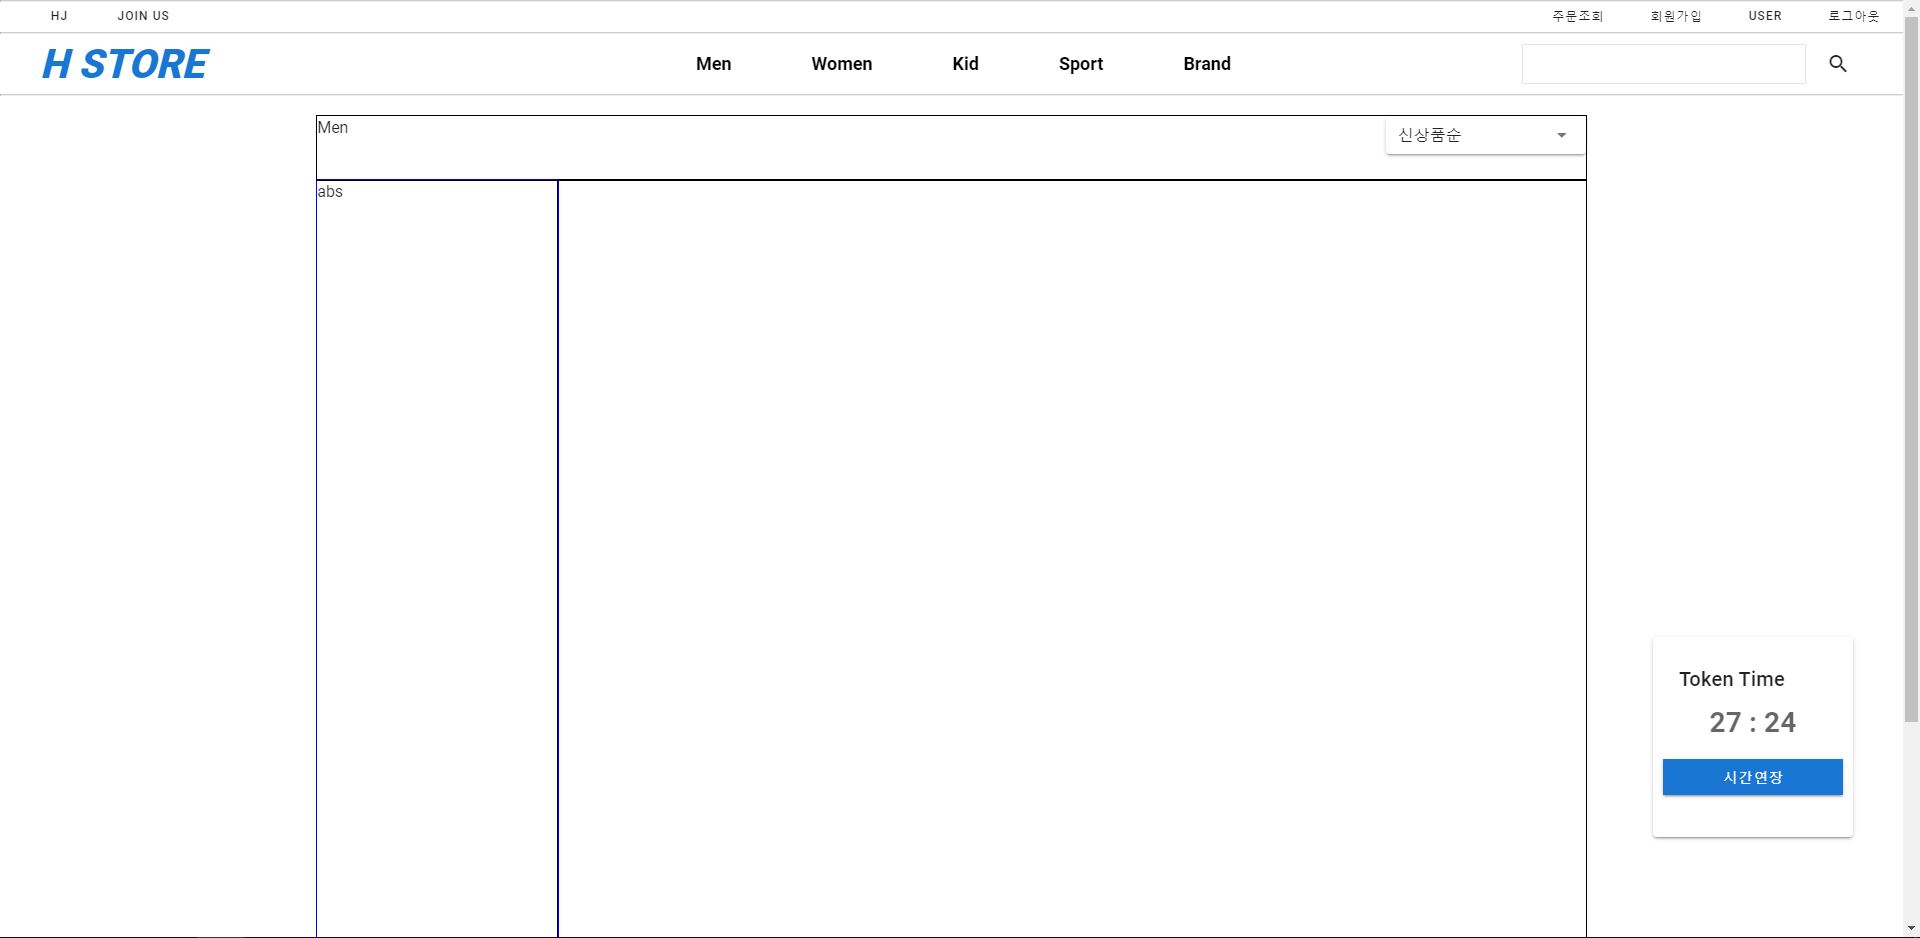 HJ JOIN US 주문조회 회원가입 USER 로그아웃
H STORE Men Women Kid Sport Brand
Men 신상품순
abs
Token Time
27 : 24
시간연장